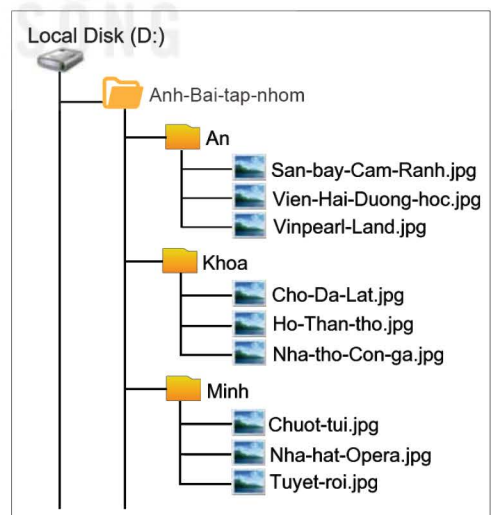 SONG
Local Disk (D:)
Anh-Bai-tap-nhom
An
San-bay-Cam-Ranh.jpg
Vien-Hai-Duong-hoc.jpg
Vinpearl-Land.jpg
Khoa
Cho-Da-Lat.jpg
Ho-Than-tho.jpg
Nha-tho-Con-ga.jpg
Minh
Chuot-tui.jpg
Nha-hat-Opera.jpg
Tuyet-roi.jpg